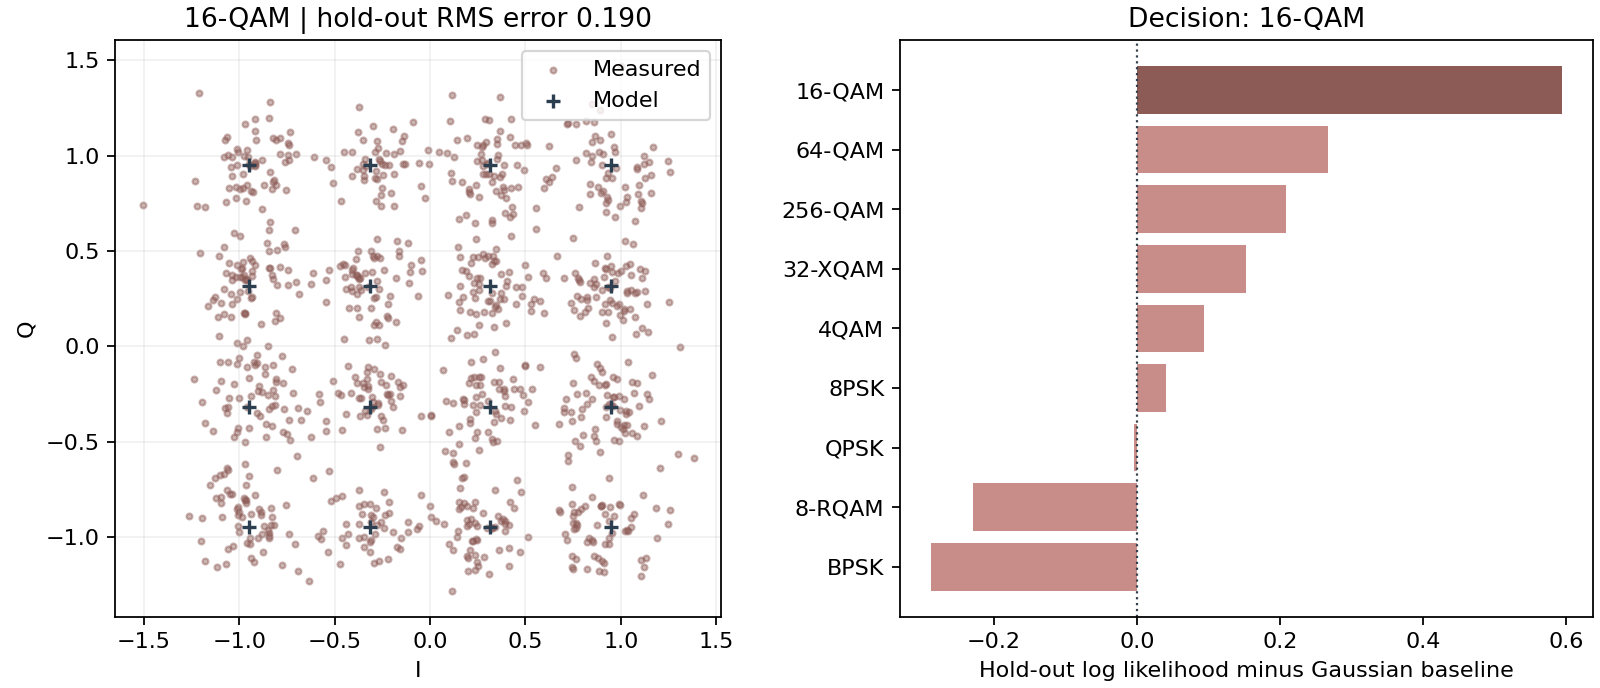 16-QAM | hold-out RMS error 0.190
Measured
Model
1.5
1.0
0.5
0.0
−0.5
−1.0
Q
−1.5
−1.0
−0.5
0.0
0.5
1.0
1.5
I
Decision: 16-QAM
16-QAM
64-QAM
256-QAM
32-XQAM
4QAM
8PSK
QPSK
8-RQAM
BPSK
−0.2
0.0
0.2
0.4
0.6
Hold-out log likelihood minus Gaussian baseline